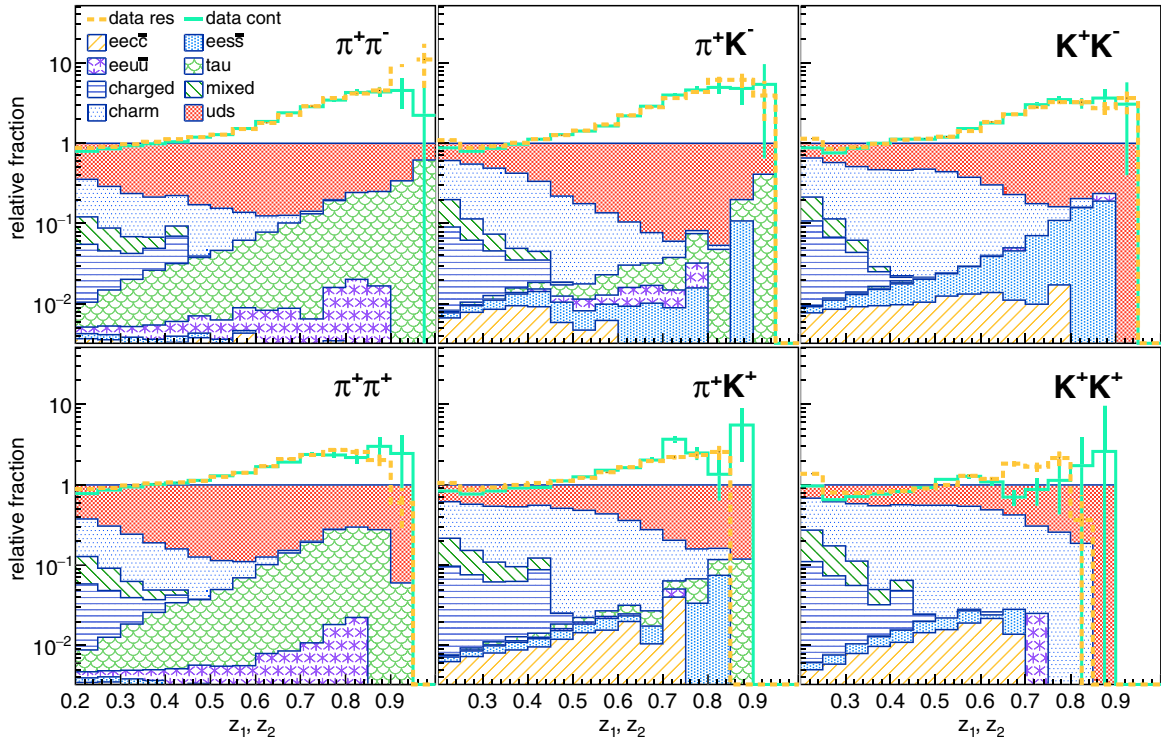 data res data cont
eecc̅ eess̅
eeuu̅ tau
charged mixed
charm uds
π⁺π⁻
π⁺K⁻
K⁺K⁻
relative fraction
10
1
10⁻¹
10⁻²
π⁺π⁺
π⁺K⁺
K⁺K⁺
relative fraction
10
1
10⁻¹
10⁻²
0.2 0.3 0.4 0.5 0.6 0.7 0.8 0.9 0.3 0.4 0.5 0.6 0.7 0.8 0.9 0.3 0.4 0.5 0.6 0.7 0.8 0.9
z₁, z₂ z₁, z₂ z₁, z₂